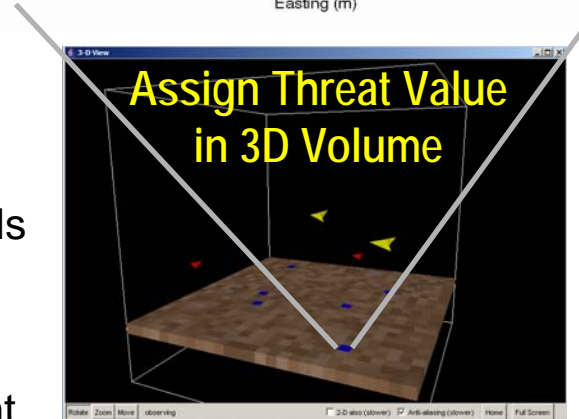 Easting (m)
3-D View
Assign Threat Value
in 3D Volume
ls
nt
Rotate Zoom Move observing 2-D also (slower) Anti-aliasing (slower) Home Full Screen